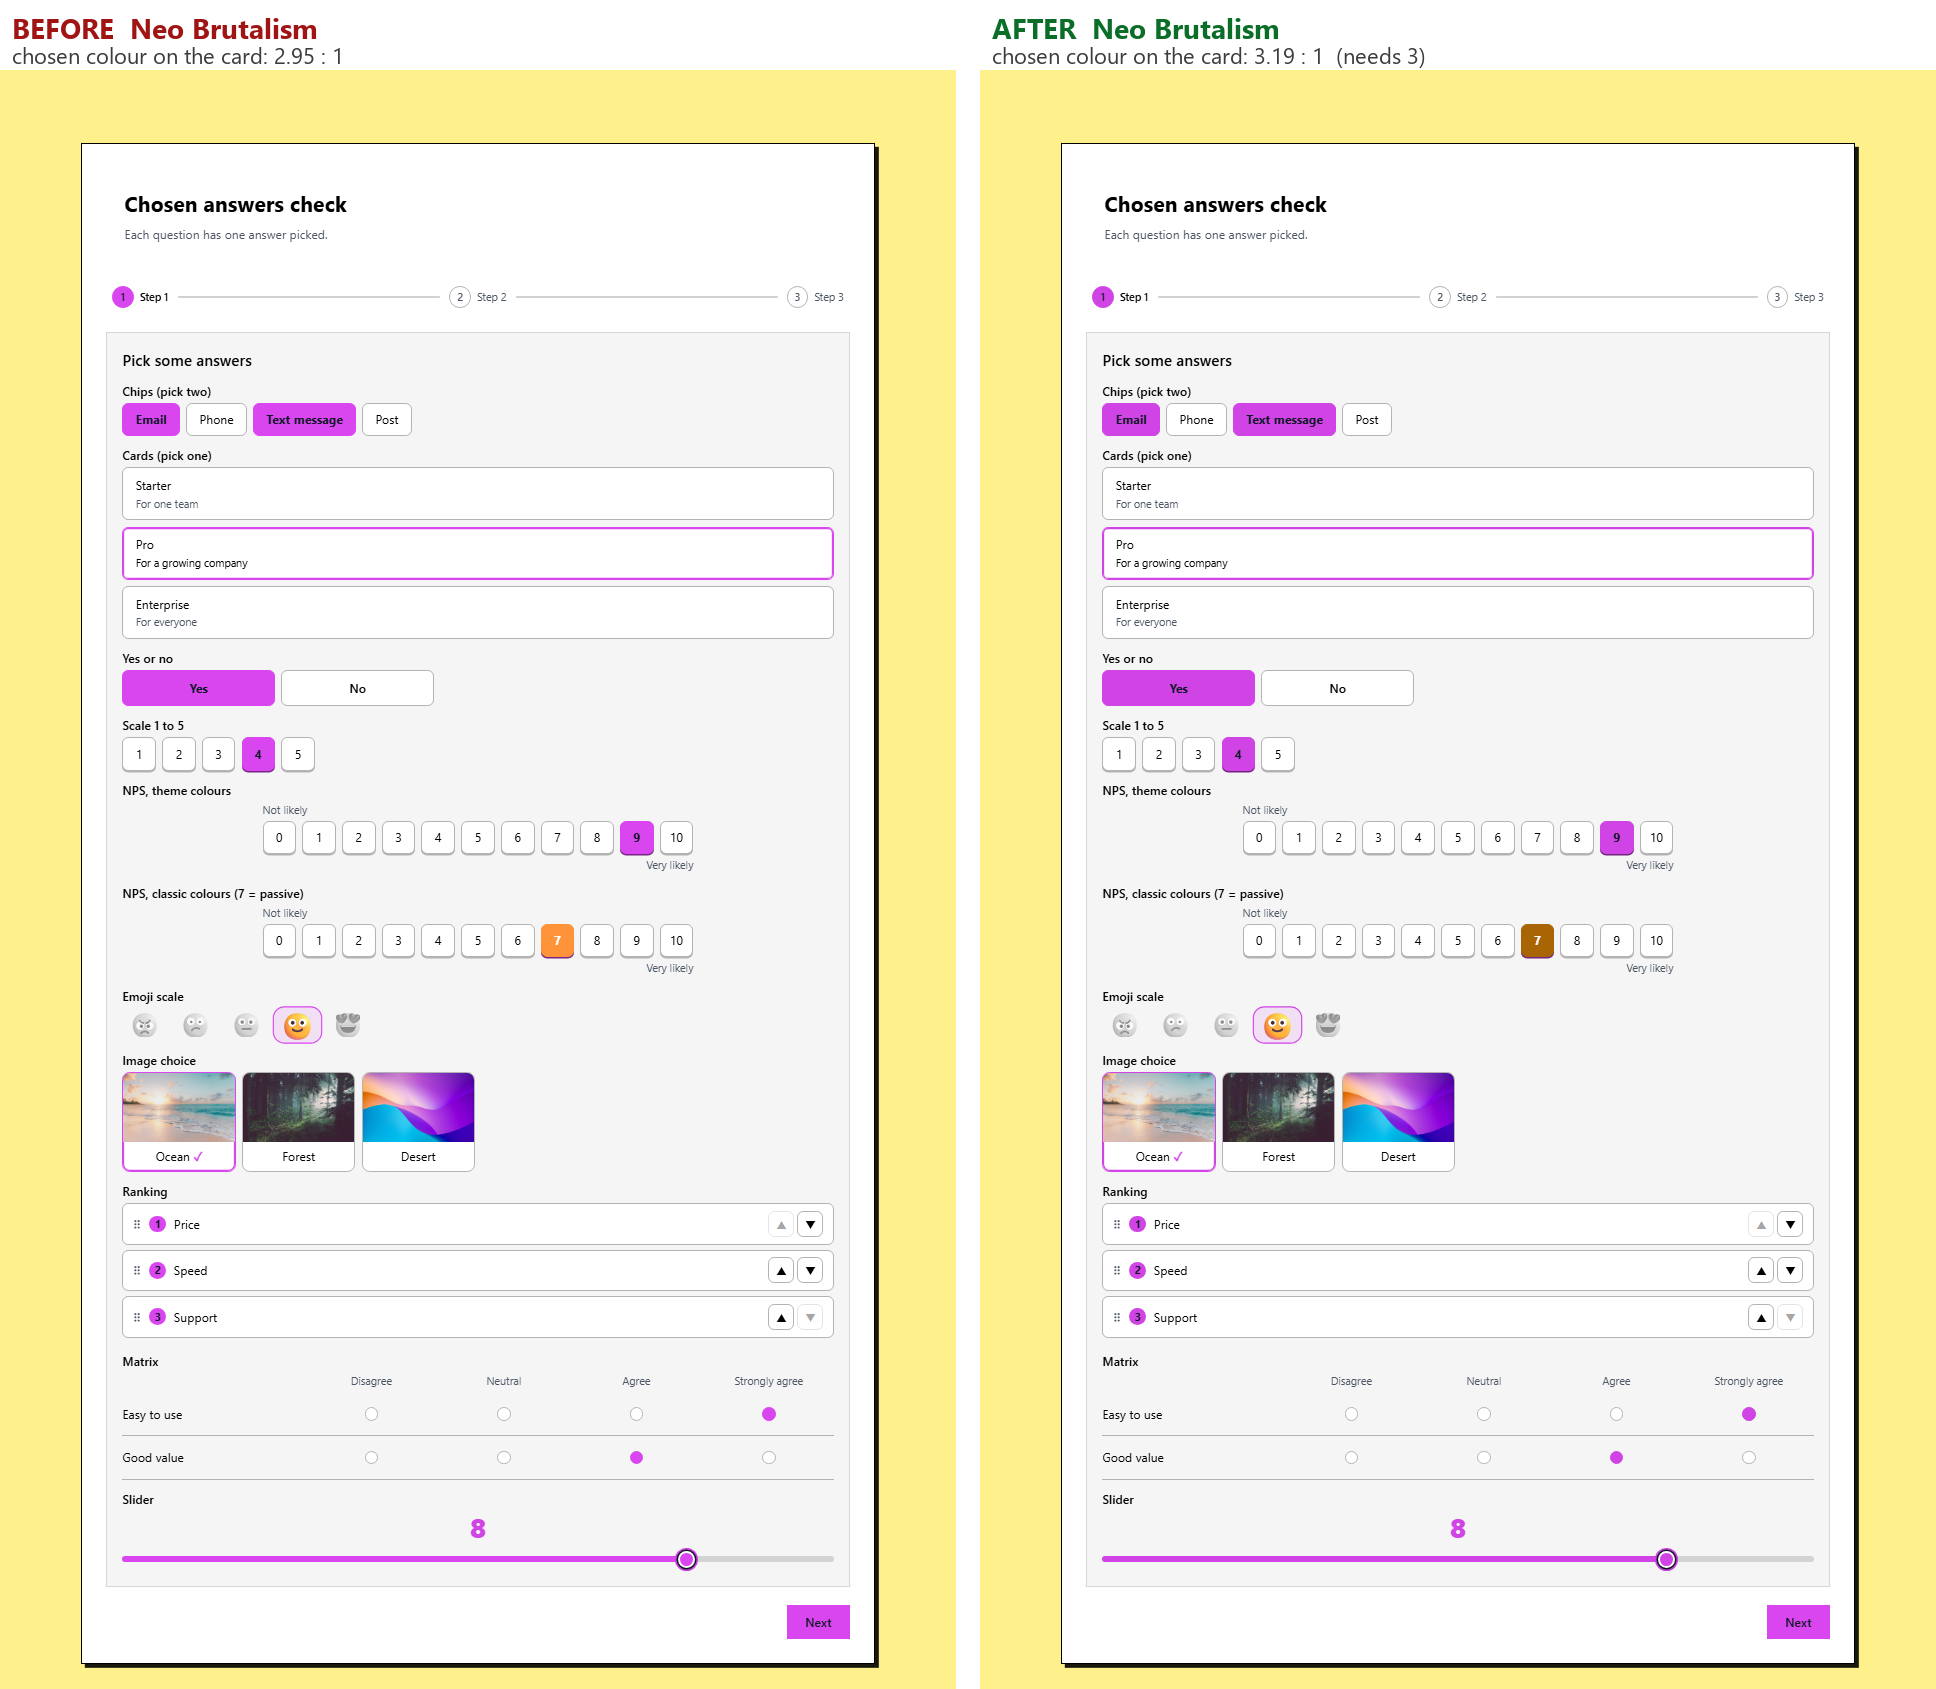 BEFORE  Neo Brutalism
chosen colour on the card: 2.95 : 1
Chosen answers check
Each question has one answer picked.
1 Step 1 2 Step 2 3 Step 3
Pick some answers
Chips (pick two)
Email Phone Text message Post
Cards (pick one)
Starter
For one team
Pro
For a growing company
Enterprise
For everyone
Yes or no
Yes No
Scale 1 to 5
1 2 3 4 5
NPS, theme colours
Not likely
0 1 2 3 4 5 6 7 8 9 10
Very likely
NPS, classic colours (7 = passive)
Not likely
0 1 2 3 4 5 6 7 8 9 10
Very likely
Emoji scale
Image choice
Ocean ✓ Forest Desert
Ranking
1 Price
2 Speed
3 Support
Matrix
Disagree Neutral Agree Strongly agree
Easy to use
Good value
Slider
8
Next
AFTER  Neo Brutalism
chosen colour on the card: 3.19 : 1  (needs 3)
Chosen answers check
Each question has one answer picked.
1 Step 1 2 Step 2 3 Step 3
Pick some answers
Chips (pick two)
Email Phone Text message Post
Cards (pick one)
Starter
For one team
Pro
For a growing company
Enterprise
For everyone
Yes or no
Yes No
Scale 1 to 5
1 2 3 4 5
NPS, theme colours
Not likely
0 1 2 3 4 5 6 7 8 9 10
Very likely
NPS, classic colours (7 = passive)
Not likely
0 1 2 3 4 5 6 7 8 9 10
Very likely
Emoji scale
Image choice
Ocean ✓ Forest Desert
Ranking
1 Price
2 Speed
3 Support
Matrix
Disagree Neutral Agree Strongly agree
Easy to use
Good value
Slider
8
Next